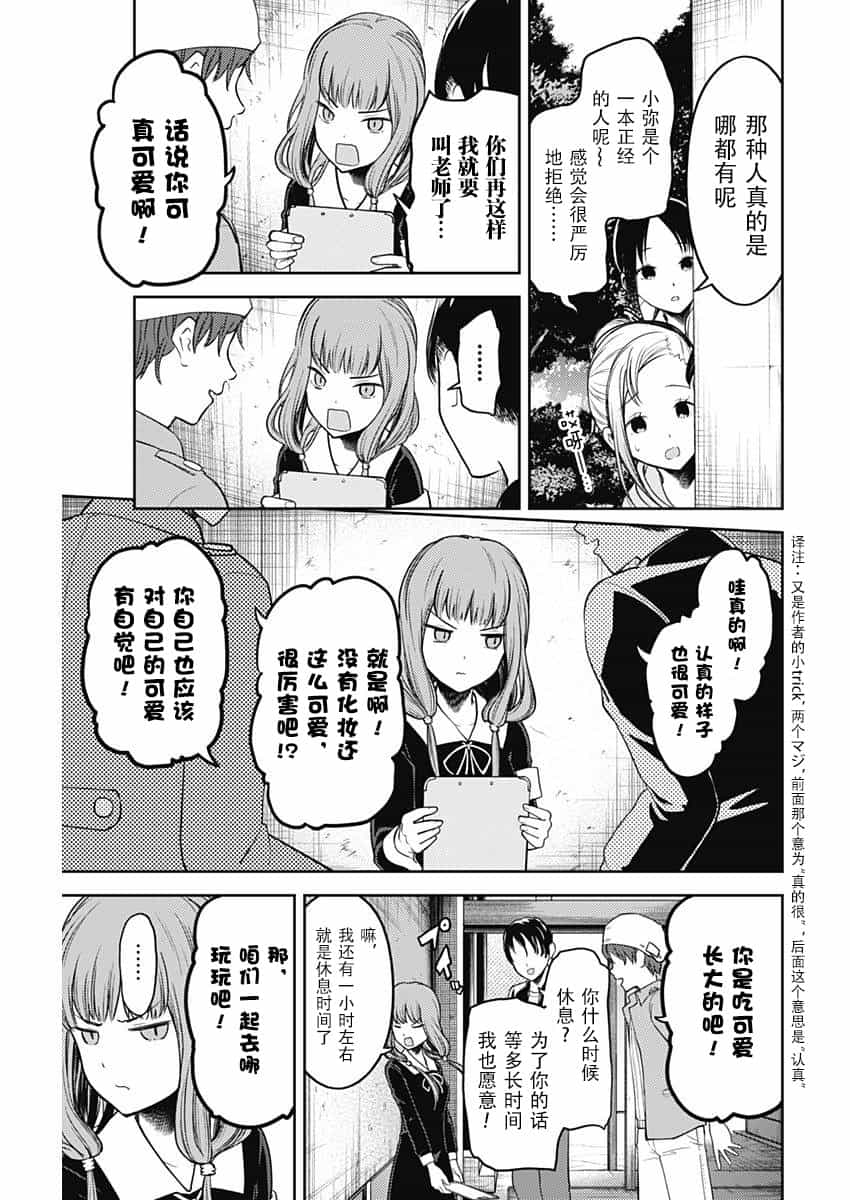 那种人真的是
哪都有呢
小弥是个
一本正经
的人呢~
感觉会很严厉
地拒绝……
哎呀…
你们再这样
我就要
叫老师了…
话说你可
真可爱啊！
……
哇真的啊！
认真的样子
也很可爱！
就是啊！
没有化妆还
这么可爱，
很厉害吧!?
你自己也应该
对自己的可爱
有自觉吧！
译注：又是作者的小trick，两个マジ，前面那个意为“真的很”，后面这个意思是“认真”
你是吃可爱
长大的吧！
你什么时候
休息？
为了你的话
等多长时间
我也愿意！
パァァ
嘛，
我还有一小时左右
就是休息时间了
那，
咱们一起去哪
玩玩吧！
……